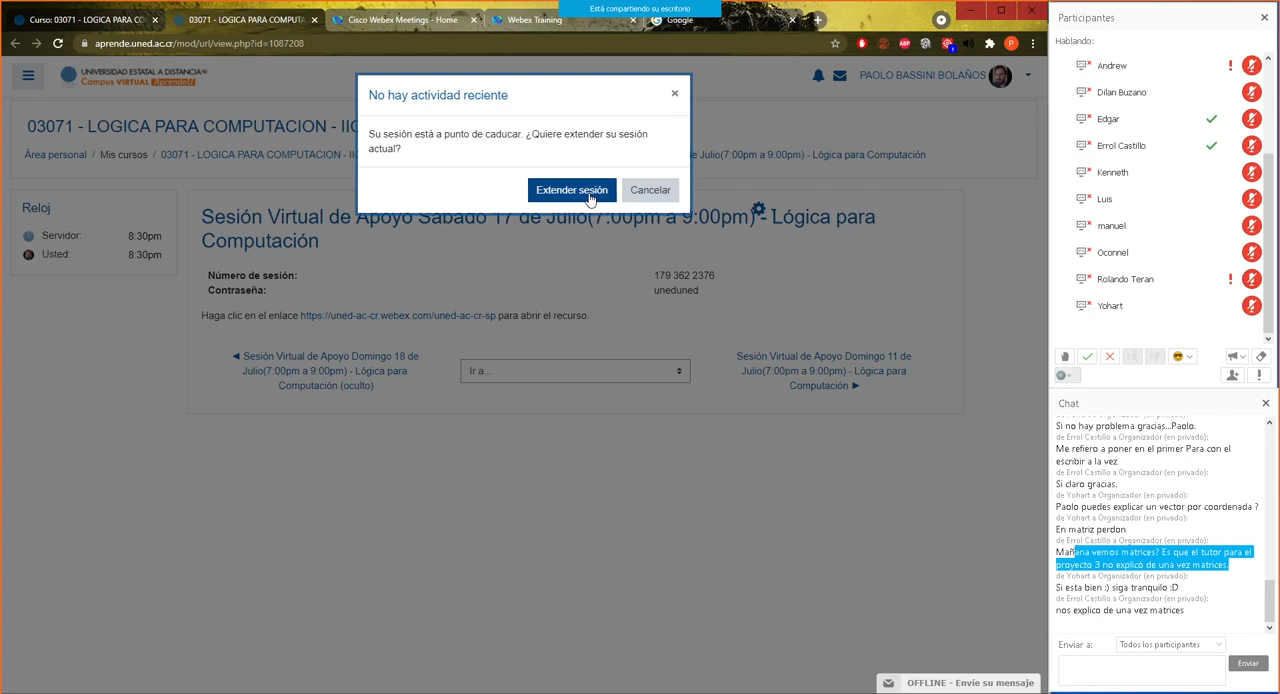 Está compartiendo su escritorio
Curso: 03071 - LOGICA PARA CO
03071 - LOGICA PARA COMPUTA
Cisco Webex Meetings - Home
Webex Training
Google
aprende.uned.ac.cr/mod/url/view.php?id=1087208
UNIVERSIDAD ESTATAL A DISTANCIA
Campus VIRTUAL AprendeU
PAOLO BASSINI BOLAÑOS
No hay actividad reciente
Su sesión está a punto de caducar. ¿Quiere extender su sesión
actual?
Extender sesión
Cancelar
03071 - LOGICA PARA COMPUTACION - IIC
Área personal / Mis cursos / 03071 - LOGICA PARA COMPUTACION - IIC
de Julio(7:00pm a 9:00pm) - Lógica para Computación
Reloj
Servidor: 8:30pm
Usted: 8:30pm
Sesión Virtual de Apoyo Sábado 17 de Julio(7:00pm a 9:00pm) - Lógica para
Computación
Número de sesión: 179 362 2376
Contraseña: uneduned
Haga clic en el enlace https://uned-ac-cr.webex.com/uned-ac-cr-sp para abrir el recurso.
◀ Sesión Virtual de Apoyo Domingo 18 de
Julio(7:00pm a 9:00pm) - Lógica para
Computación (oculto)
Ir a...
Sesión Virtual de Apoyo Domingo 11 de
Julio(7:00pm a 9:00pm) - Lógica para
Computación ▶
OFFLINE - Envíe su mensaje
Participantes
Hablando:
Andrew
Dilan Buzano
Edgar
Errol Castillo
Kenneth
Luis
manuel
Oconnel
Rolando Teran
Yohart
Chat
Si no hay problema gracias...Paolo.
de Errol Castillo a Organizador (en privado):
Me refiero a poner en el primer Para con el
escribir a la vez
de Errol Castillo a Organizador (en privado):
Si claro gracias.
de Yohart a Organizador (en privado):
Paolo puedes explicar un vector por coordenada ?
de Yohart a Organizador (en privado):
En matriz perdon
de Errol Castillo a Organizador (en privado):
Mañana vemos matrices? Es que el tutor para el
proyecto 3 no explicó de una vez matrices.
de Yohart a Organizador (en privado):
Si esta bien :) siga tranquilo :D
de Errol Castillo a Organizador (en privado):
nos explico de una vez matrices
Enviar a: Todos los participantes
Enviar